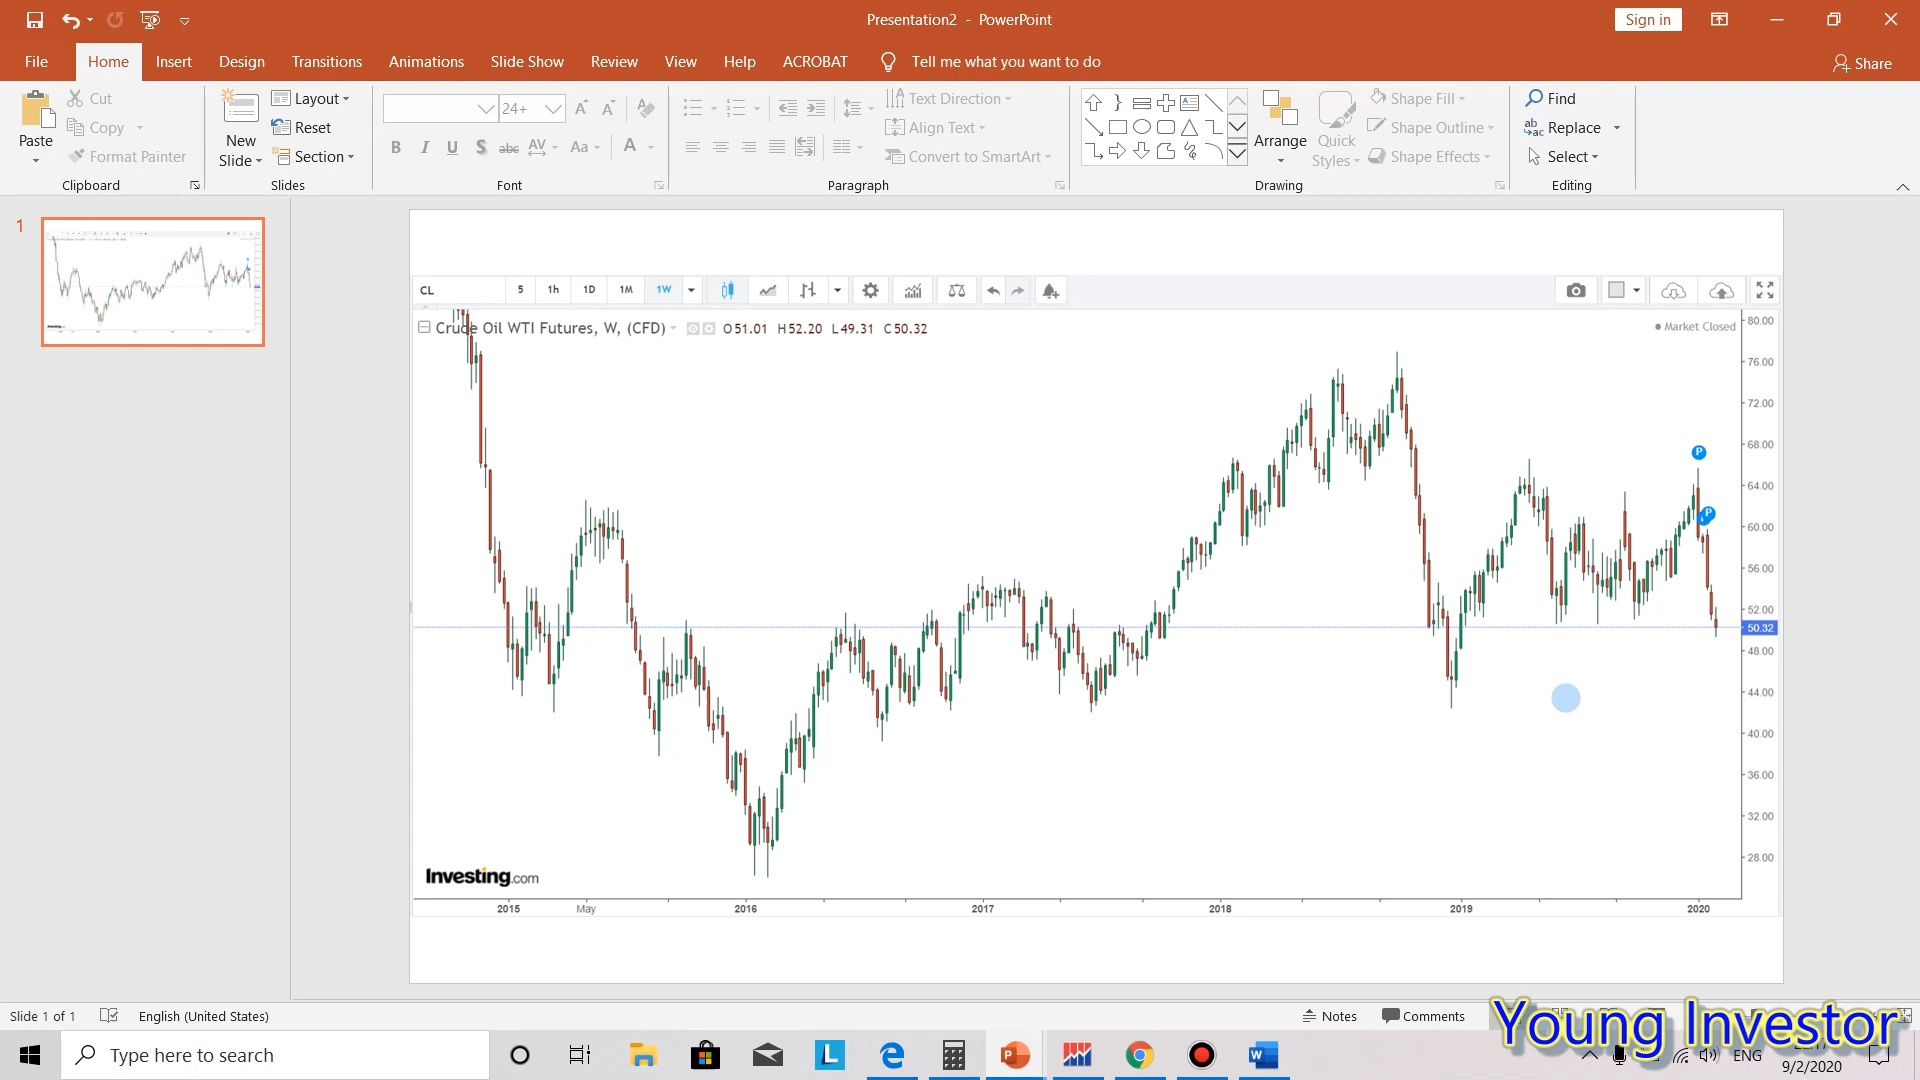 Presentation2 - PowerPoint
Sign in
File Home Insert Design Transitions Animations Slide Show Review View Help ACROBAT Tell me what you want to do
Share
Paste
Cut
Copy
Format Painter
Clipboard
New Slide
Layout
Reset
Section
Slides
24+
B I U S abc AV Aa A
Font
Text Direction
Align Text
Convert to SmartArt
Paragraph
Arrange
Quick Styles
Shape Fill
Shape Outline
Shape Effects
Drawing
Find
Replace
Select
Editing
1
CL 5 1h 1D 1M 1W
Crude Oil WTI Futures, W, (CFD) O51.01 H52.20 L49.31 C50.32
Market Closed
80.00
76.00
72.00
68.00
P
64.00
P
60.00
56.00
52.00
50.32
48.00
44.00
40.00
36.00
32.00
28.00
Investing.com
2015 May 2016 2017 2018 2019 2020
Slide 1 of 1 English (United States)
Notes Comments
Young Investor
Type here to search
ENG
9/2/2020